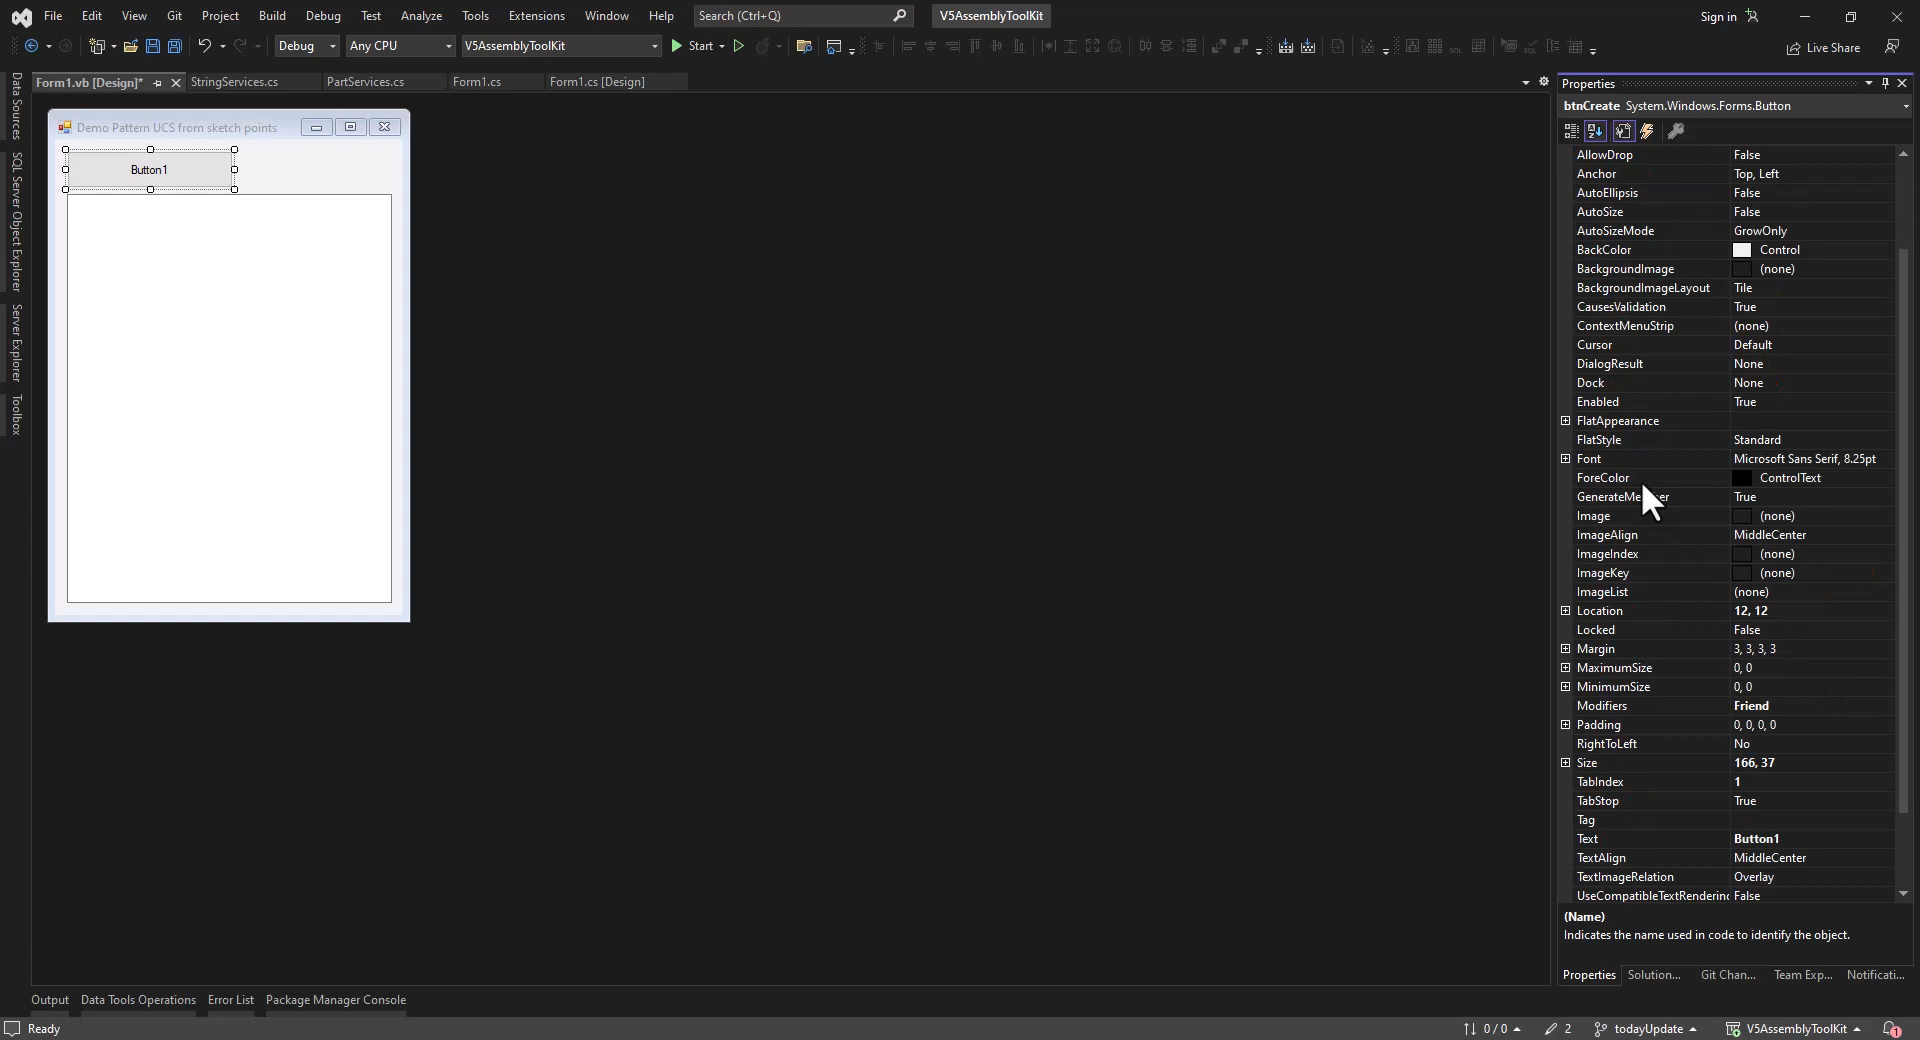 File Edit View Git Project Build Debug Test Analyze Tools Extensions Window Help Search (Ctrl+Q) V5AssemblyToolKit Sign in
Debug Any CPU V5AssemblyToolKit Start Live Share
Form1.vb [Design]* StringServices.cs PartServices.cs Form1.cs Form1.cs [Design]
Data Sources
SQL Server Object Explorer
Server Explorer
Toolbox
Demo Pattern UCS from sketch points
Button1
Properties
btnCreate System.Windows.Forms.Button
AllowDrop False
Anchor Top, Left
AutoEllipsis False
AutoSize False
AutoSizeMode GrowOnly
BackColor Control
BackgroundImage (none)
BackgroundImageLayout Tile
CausesValidation True
ContextMenuStrip (none)
Cursor Default
DialogResult None
Dock None
Enabled True
FlatAppearance
FlatStyle Standard
Font Microsoft Sans Serif, 8.25pt
ForeColor ControlText
True
Image (none)
ImageAlign MiddleCenter
ImageIndex (none)
ImageKey (none)
ImageList (none)
Location 12, 12
Locked False
Margin 3, 3, 3, 3
MaximumSize 0, 0
MinimumSize 0, 0
Modifiers Friend
Padding 0, 0, 0, 0
RightToLeft No
Size 166, 37
TabIndex 1
TabStop True
Tag
Text Button1
TextAlign MiddleCenter
TextImageRelation Overlay
UseCompatibleTextRendering False
(Name)
Indicates the name used in code to identify the object.
Properties Solution... Git Chan... Team Exp... Notificati...
Output Data Tools Operations Error List Package Manager Console
Ready 0 / 0 2 todayUpdate V5AssemblyToolKit 1